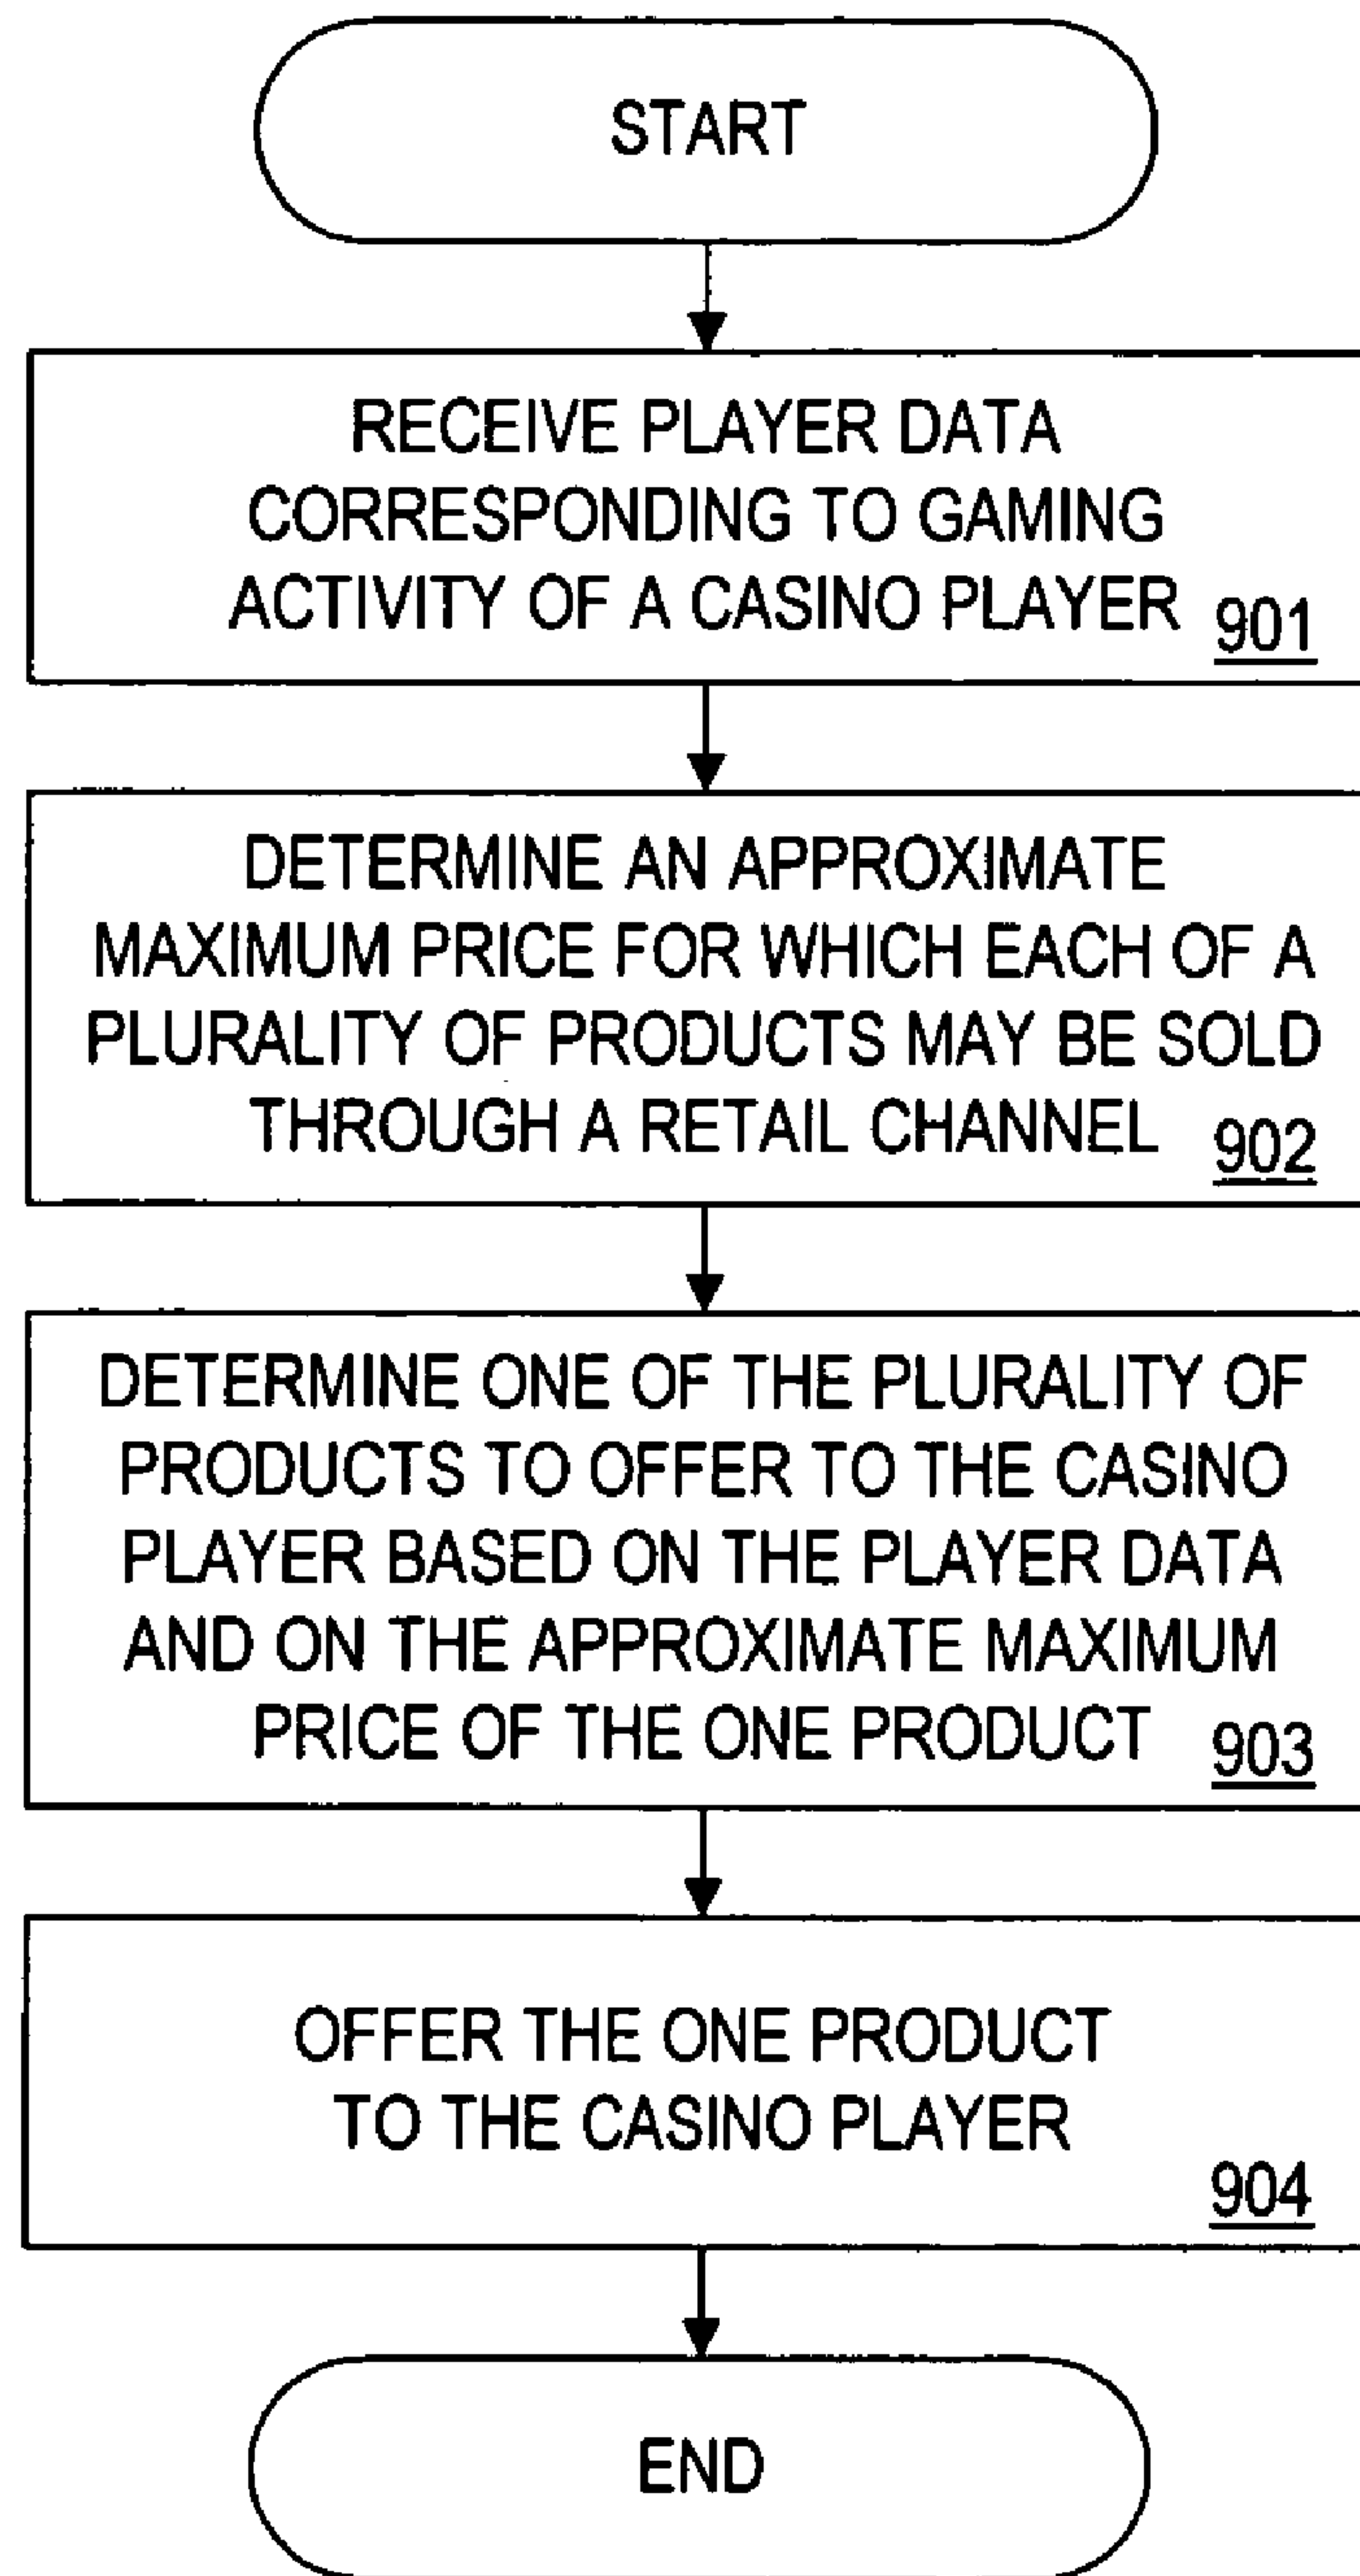 START
RECEIVE PLAYER DATA
CORRESPONDING TO GAMING
ACTIVITY OF A CASINO PLAYER
901
DETERMINE AN APPROXIMATE
MAXIMUM PRICE FOR WHICH EACH OF A
PLURALITY OF PRODUCTS MAY BE SOLD
THROUGH A RETAIL CHANNEL
902
DETERMINE ONE OF THE PLURALITY OF
PRODUCTS TO OFFER TO THE CASINO
PLAYER BASED ON THE PLAYER DATA
AND ON THE APPROXIMATE MAXIMUM
PRICE OF THE ONE PRODUCT
903
OFFER THE ONE PRODUCT
TO THE CASINO PLAYER
904
END